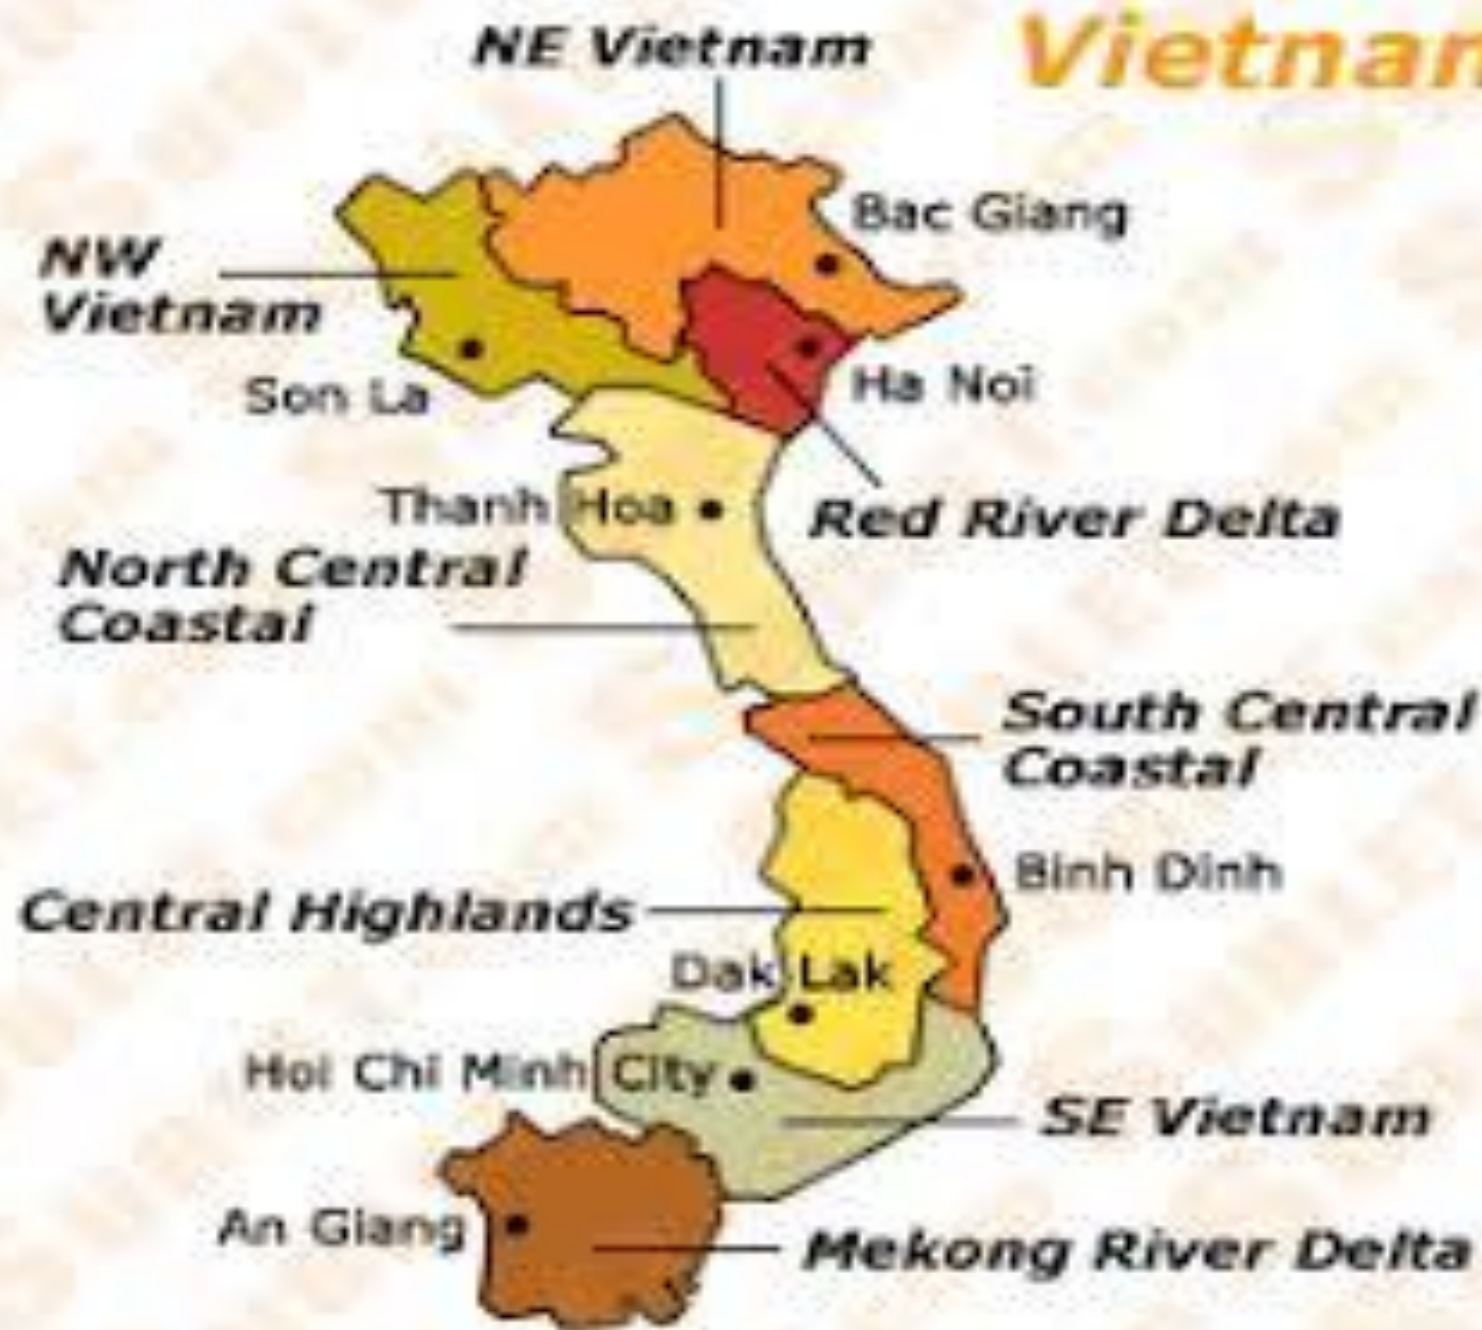 NE Vietnam
Vietnam
Bac Giang
NW
Vietnam
Son La
Ha Noi
Thanh Hoa
Red River Delta
North Central
Coastal
South Central
Coastal
Binh Dinh
Central Highlands
Dak Lak
Hoi Chi Minh City
SE Vietnam
An Giang
Mekong River Delta